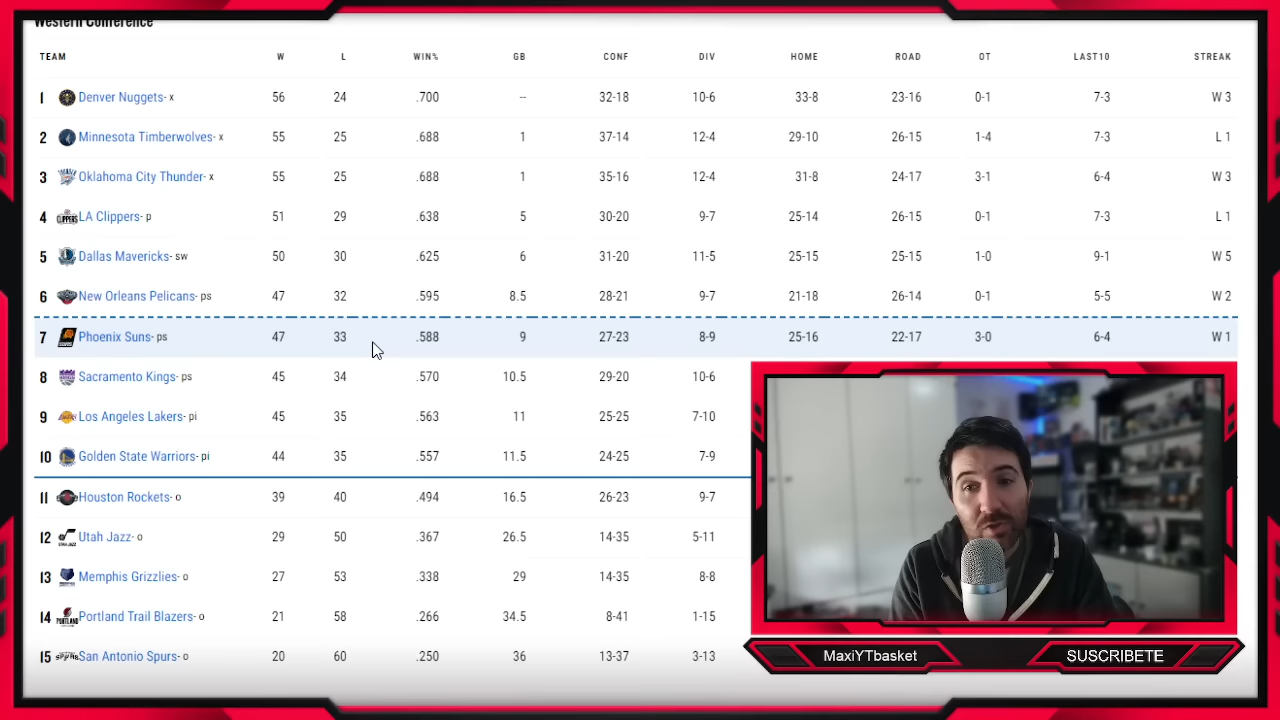 Western Conference
TEAM W L WIN% GB CONF DIV HOME ROAD OT LAST10 STREAK
1 Denver Nuggets- x 56 24 .700 -- 32-18 10-6 33-8 23-16 0-1 7-3 W 3
2 Minnesota Timberwolves- x 55 25 .688 1 37-14 12-4 29-10 26-15 1-4 7-3 L 1
3 Oklahoma City Thunder- x 55 25 .688 1 35-16 12-4 31-8 24-17 3-1 6-4 W 3
4 LA Clippers- p 51 29 .638 5 30-20 9-7 25-14 26-15 0-1 7-3 L 1
5 Dallas Mavericks- sw 50 30 .625 6 31-20 11-5 25-15 25-15 1-0 9-1 W 5
6 New Orleans Pelicans- ps 47 32 .595 8.5 28-21 9-7 21-18 26-14 0-1 5-5 W 2
7 Phoenix Suns- ps 47 33 .588 9 27-23 8-9 25-16 22-17 3-0 6-4 W 1
8 Sacramento Kings- ps 45 34 .570 10.5 29-20 10-6
9 Los Angeles Lakers- pi 45 35 .563 11 25-25 7-10
10 Golden State Warriors- pi 44 35 .557 11.5 24-25 7-9
11 Houston Rockets- o 39 40 .494 16.5 26-23 9-7
12 Utah Jazz- o 29 50 .367 26.5 14-35 5-11
13 Memphis Grizzlies- o 27 53 .338 29 14-35 8-8
14 Portland Trail Blazers- o 21 58 .266 34.5 8-41 1-15
15 San Antonio Spurs- o 20 60 .250 36 13-37 3-13
MaxiYTbasket SUSCRIBETE